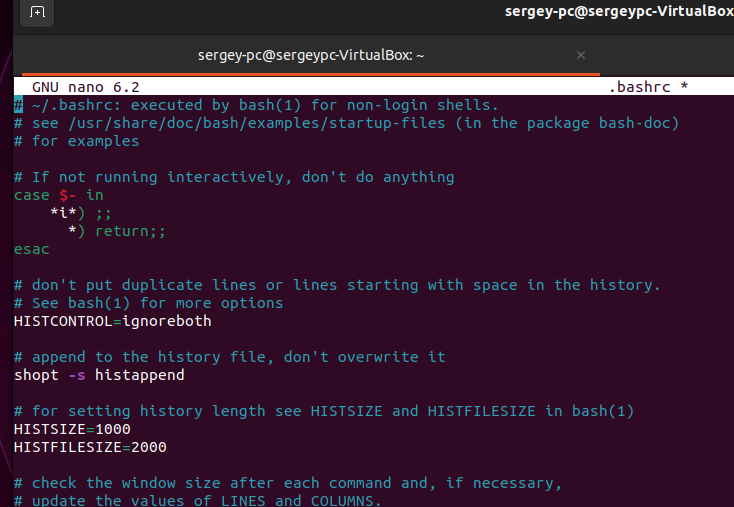 sergey-pc@sergeypc-VirtualBox
sergey-pc@sergeypc-VirtualBox: ~
GNU nano 6.2 .bashrc *
# ~/.bashrc: executed by bash(1) for non-login shells.
# see /usr/share/doc/bash/examples/startup-files (in the package bash-doc)
# for examples

# If not running interactively, don't do anything
case $- in
    *i*) ;;
      *) return;;
esac

# don't put duplicate lines or lines starting with space in the history.
# See bash(1) for more options
HISTCONTROL=ignoreboth

# append to the history file, don't overwrite it
shopt -s histappend

# for setting history length see HISTSIZE and HISTFILESIZE in bash(1)
HISTSIZE=1000
HISTFILESIZE=2000

# check the window size after each command and, if necessary,
# update the values of LINES and COLUMNS.